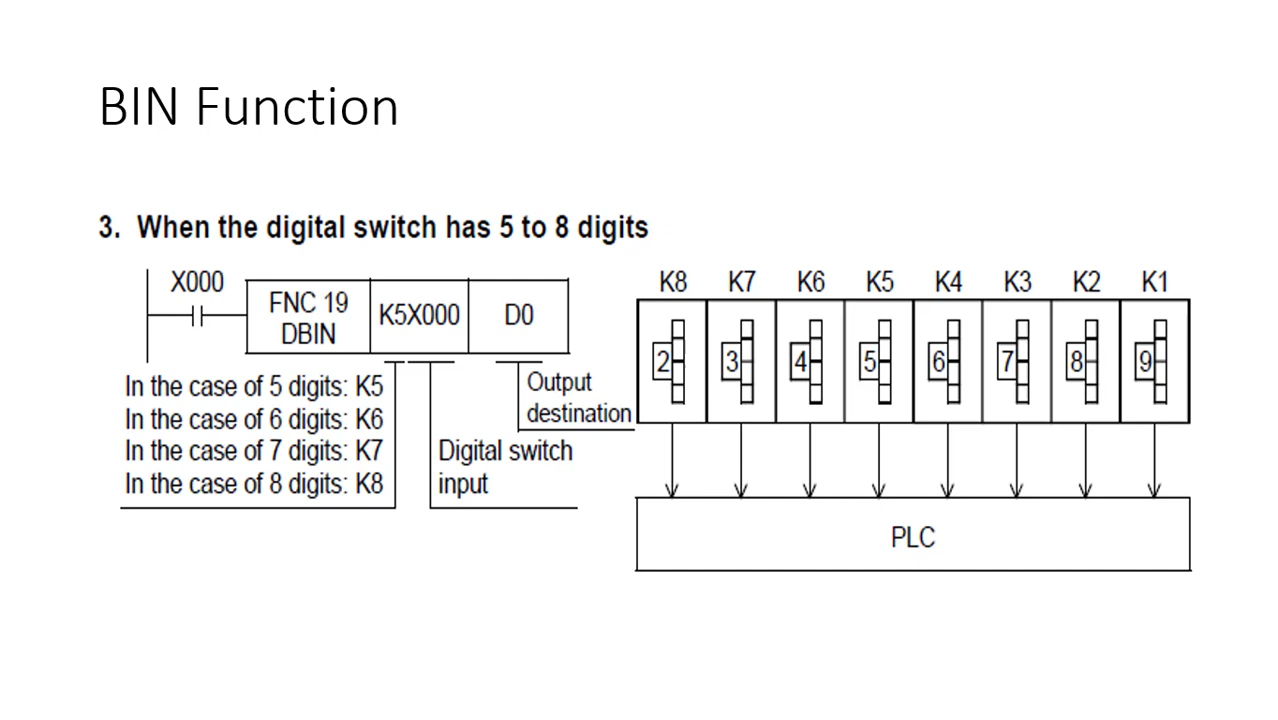 BIN Function
3. When the digital switch has 5 to 8 digits
X000
FNC 19
DBIN
K5X000
D0
In the case of 5 digits: K5
In the case of 6 digits: K6
In the case of 7 digits: K7
In the case of 8 digits: K8
Digital switch
input
Output
destination
K8 K7 K6 K5 K4 K3 K2 K1
2 3 4 5 6 7 8 9
PLC